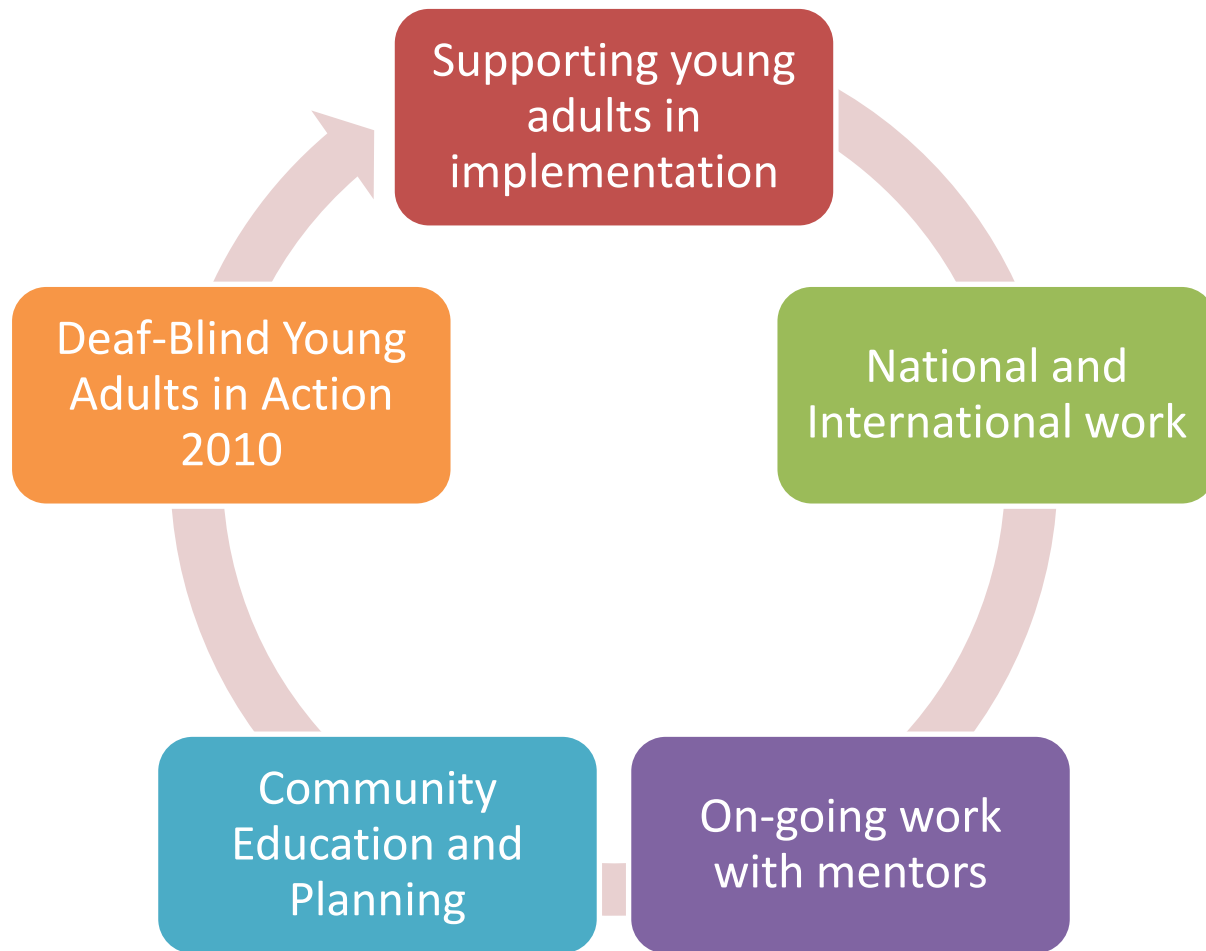 Supporting young
adults in
implementation
National and
International work
On-going work
with mentors
Community
Education and
Planning
Deaf-Blind Young
Adults in Action
2010